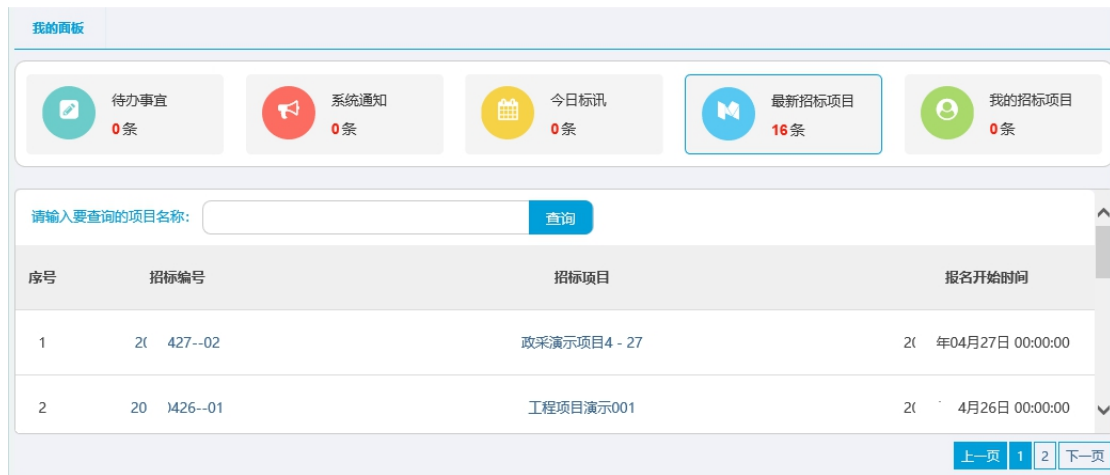 我的面板
待办事宜
0条
系统通知
0条
今日标讯
0条
最新招标项目
16条
我的招标项目
0条
请输入要查询的项目名称: 查询
序号 招标编号 招标项目 报名开始时间
1 2 427--02 政采演示项目4 - 27 2 年04月27日 00:00:00
2 20 426--01 工程项目演示001 2 4月26日 00:00:00
上一页 1 2 下一页